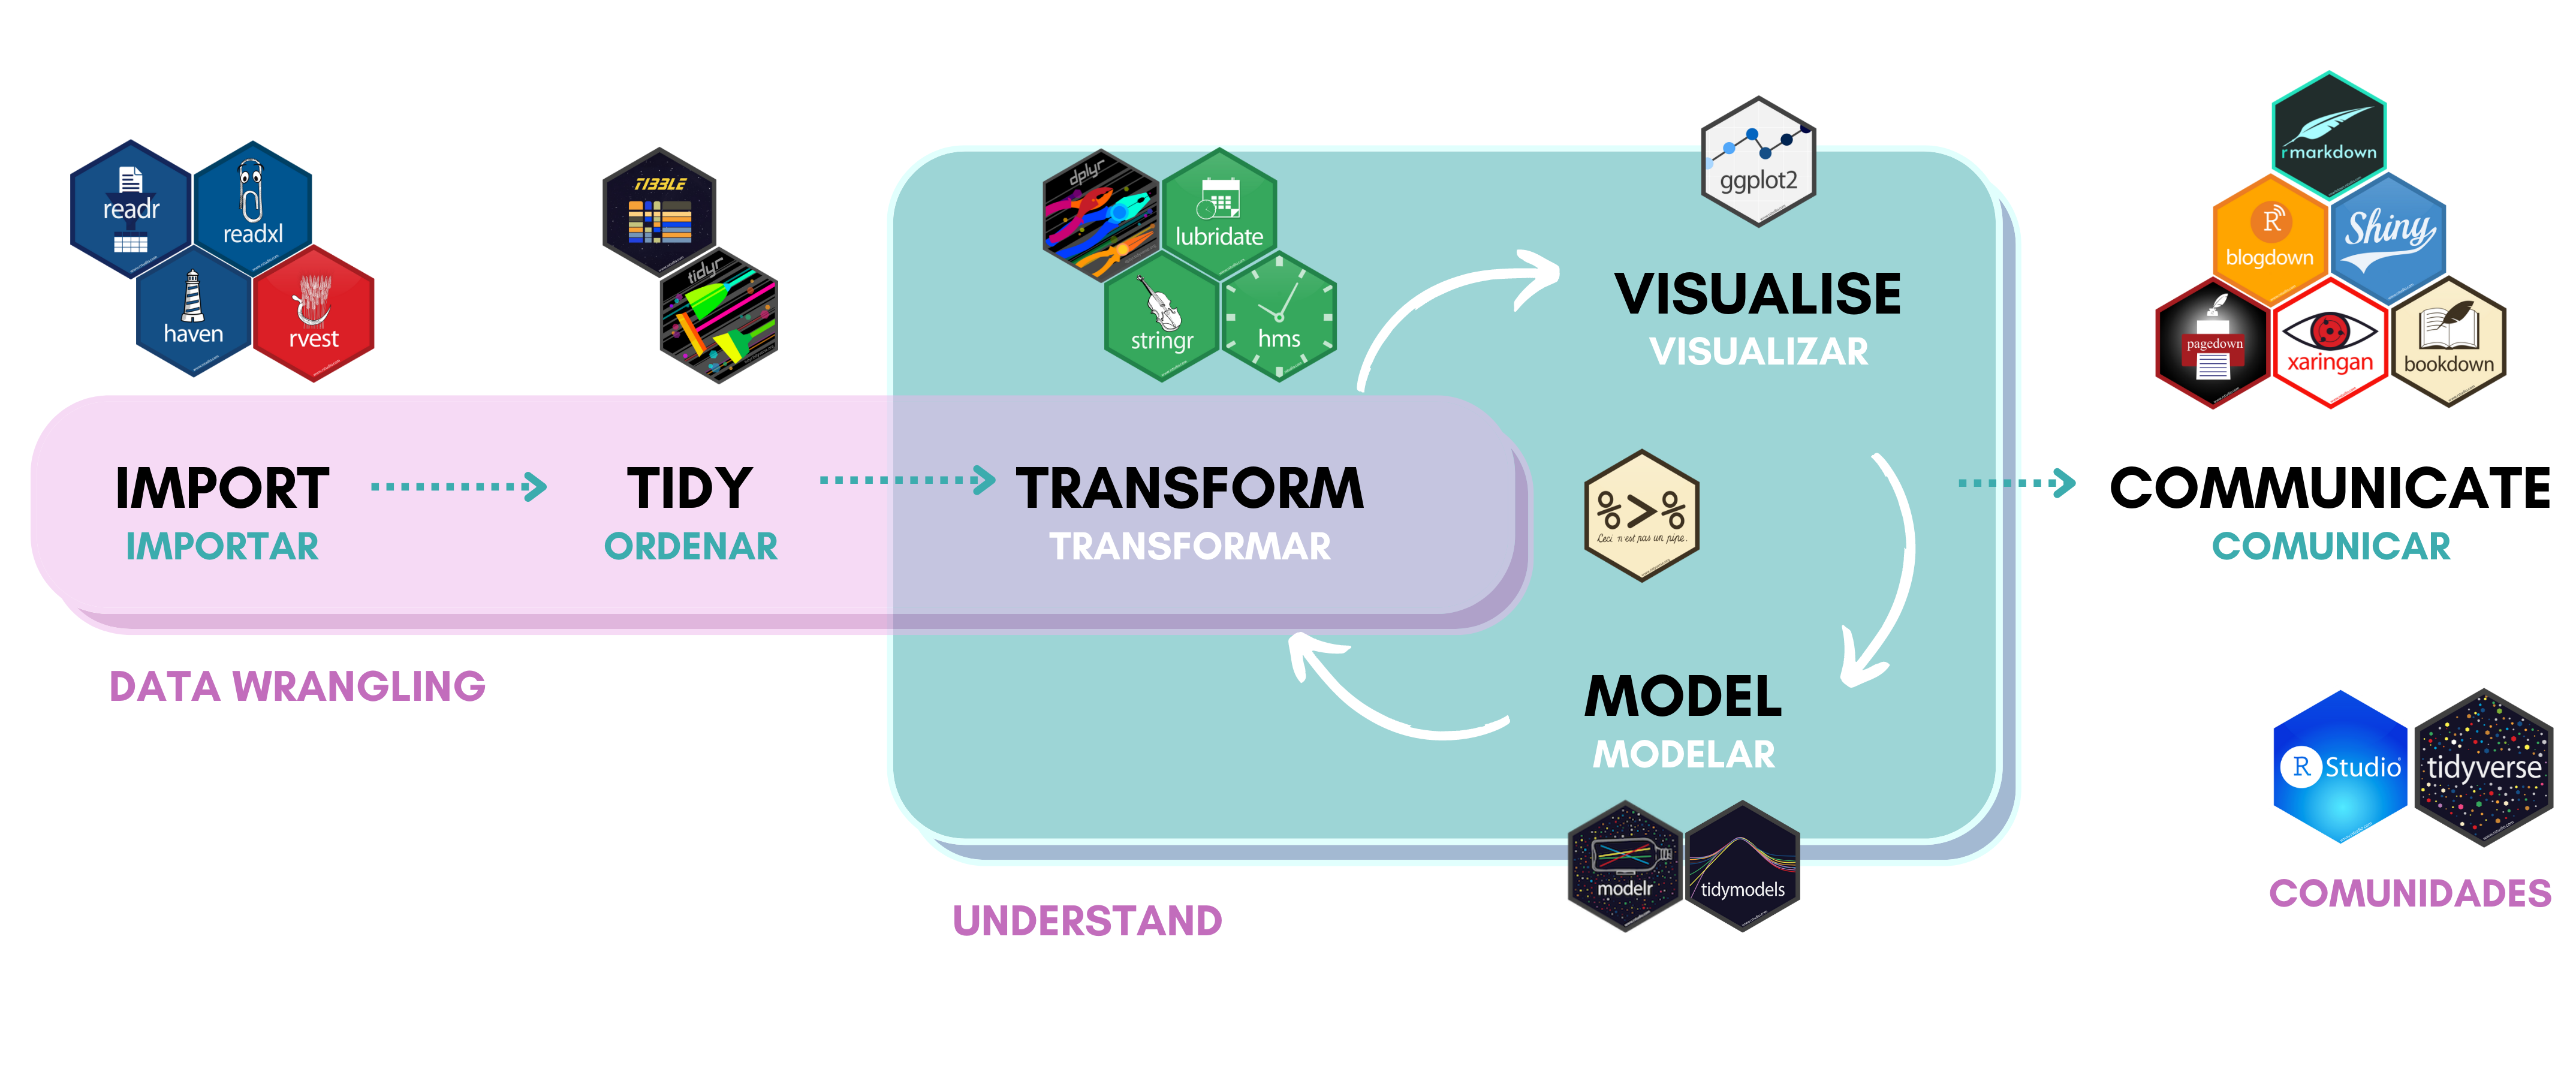 readr
readxl
haven
rvest
TIBBLE
tidyr
dplyr
lubridate
stringr
hms
ggplot2
rmarkdown
blogdown
Shiny
pagedown
xaringan
bookdown
IMPORT
IMPORTAR
TIDY
ORDENAR
TRANSFORM
TRANSFORMAR
VISUALISE
VISUALIZAR
%>%
Ceci n'est pas un pipe.
MODEL
MODELAR
modelr
tidymodels
COMMUNICATE
COMUNICAR
DATA WRANGLING
UNDERSTAND
R Studio
tidyverse
COMUNIDADES